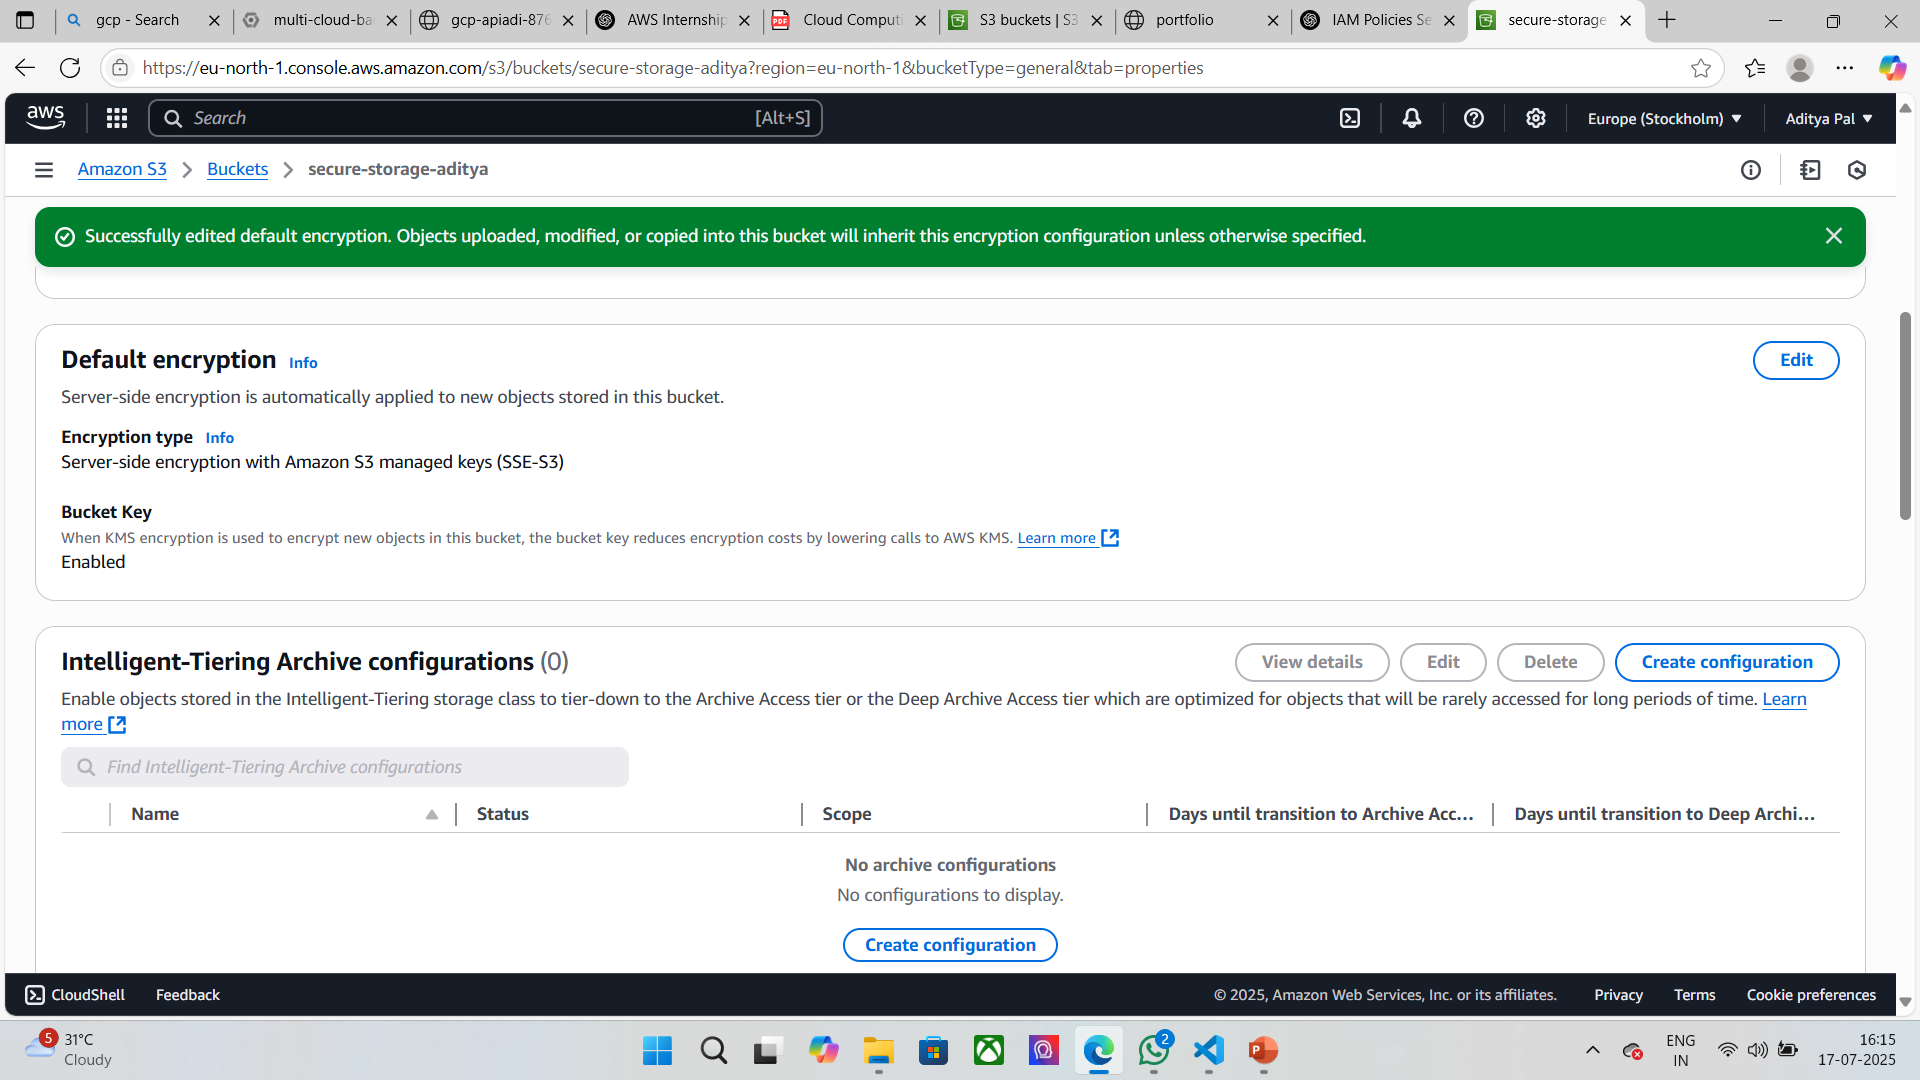 gcp - Search
multi-cloud-ba
gcp-apiadi-876
AWS Internship
PDF
Cloud Computi
S3 buckets | S3
portfolio
IAM Policies Se
secure-storage
https://eu-north-1.console.aws.amazon.com/s3/buckets/secure-storage-aditya?region=eu-north-1&bucketType=general&tab=properties
aws
Search
[Alt+S]
Europe (Stockholm)
Aditya Pal
Amazon S3
Buckets
secure-storage-aditya
Successfully edited default encryption. Objects uploaded, modified, or copied into this bucket will inherit this encryption configuration unless otherwise specified.
Default encryption Info
Edit
Server-side encryption is automatically applied to new objects stored in this bucket.
Encryption type Info
Server-side encryption with Amazon S3 managed keys (SSE-S3)
Bucket Key
When KMS encryption is used to encrypt new objects in this bucket, the bucket key reduces encryption costs by lowering calls to AWS KMS. Learn more
Enabled
Intelligent-Tiering Archive configurations (0)
View details
Edit
Delete
Create configuration
Enable objects stored in the Intelligent-Tiering storage class to tier-down to the Archive Access tier or the Deep Archive Access tier which are optimized for objects that will be rarely accessed for long periods of time. Learn
more
Find Intelligent-Tiering Archive configurations
Name
Status
Scope
Days until transition to Archive Acc...
Days until transition to Deep Archi...
No archive configurations
No configurations to display.
Create configuration
CloudShell
Feedback
© 2025, Amazon Web Services, Inc. or its affiliates.
Privacy
Terms
Cookie preferences
5
31°C
Cloudy
2
P
ENG
IN
16:15
17-07-2025